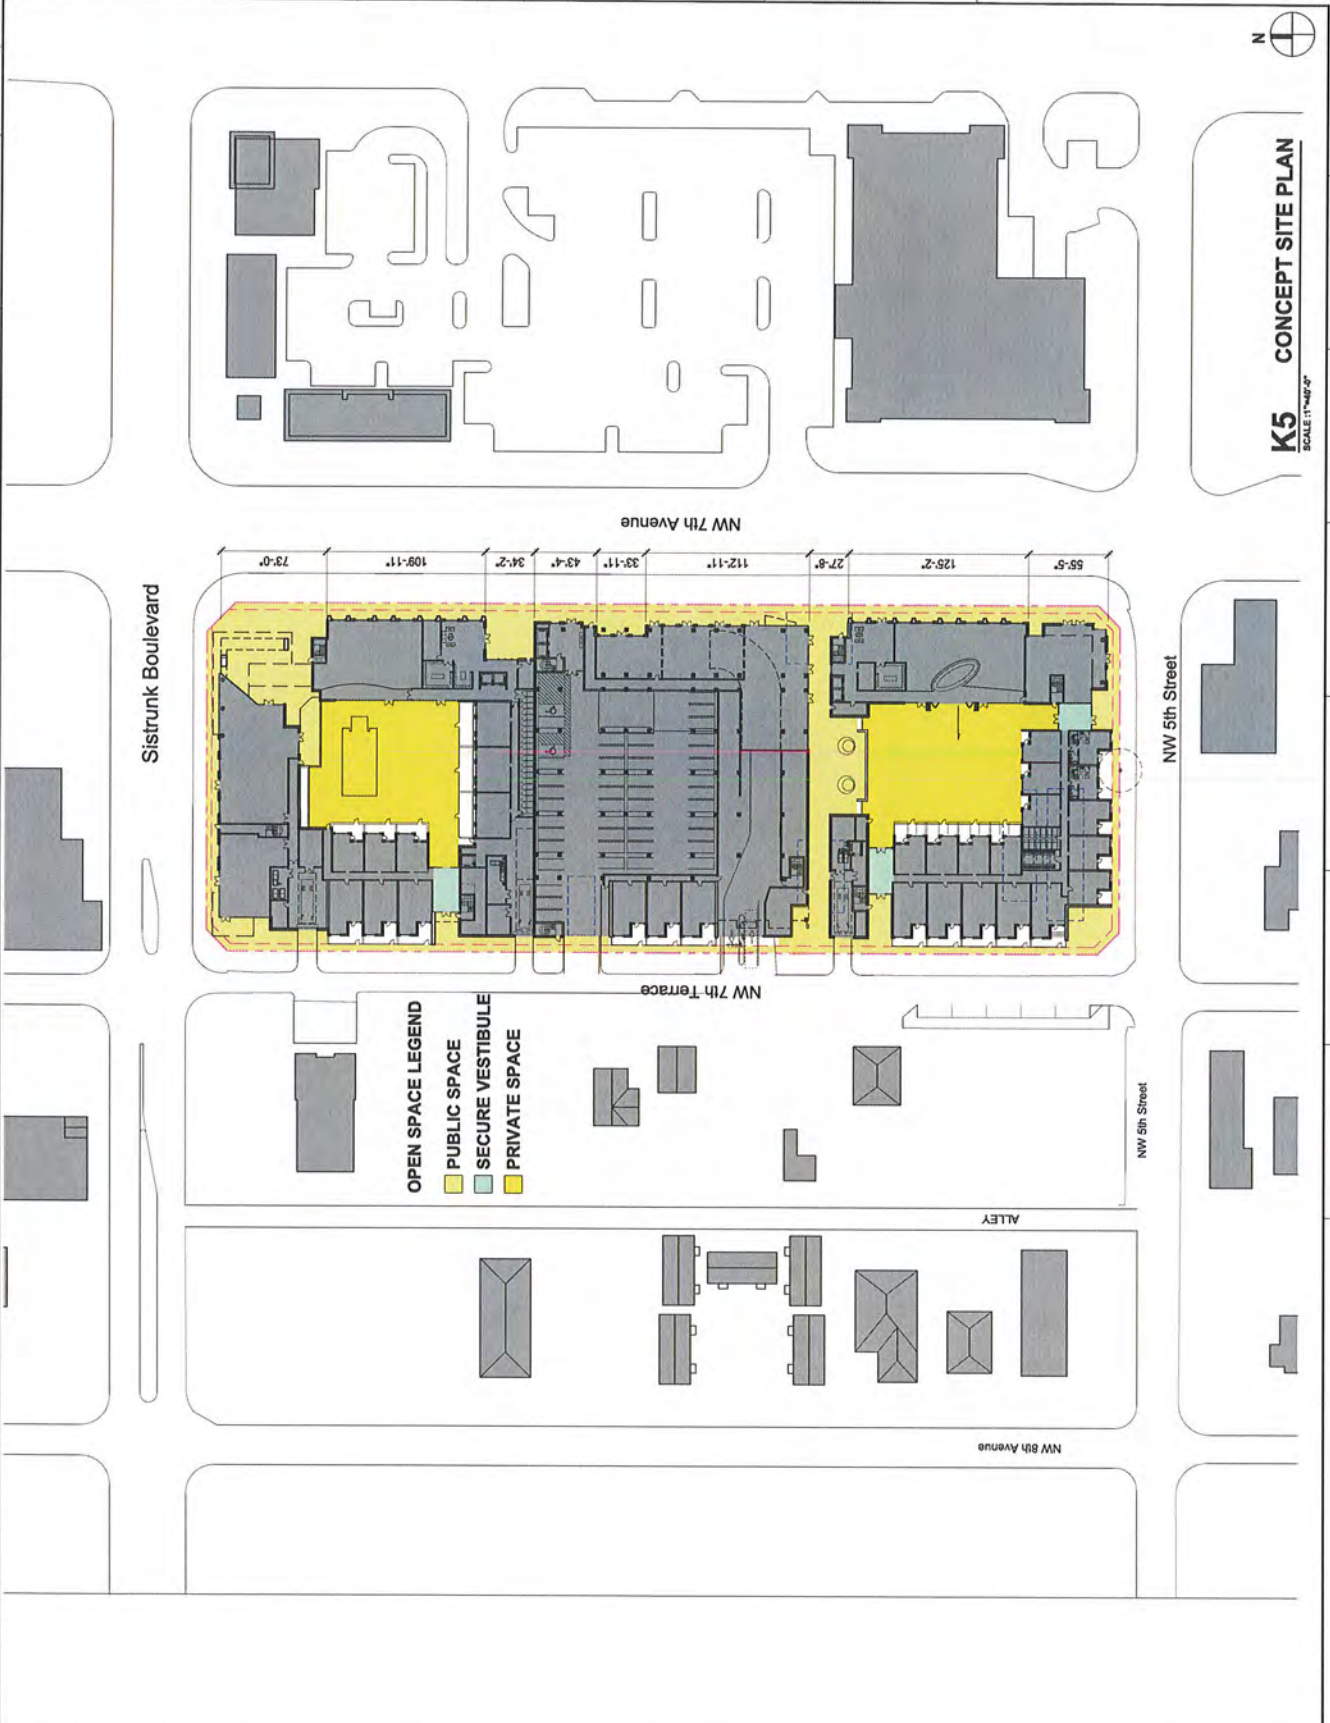 N
K5 CONCEPT SITE PLAN
SCALE :1"=40'-0"
NW 7th Avenue
73'-0"
109'-11"
34'-2"
43'-4"
33'-11"
112'-11"
27'-8"
125'-2"
55'-5"
Sistrunk Boulevard
NW 5th Street
NW 7th Terrace
OPEN SPACE LEGEND
PUBLIC SPACE
SECURE VESTIBULE
PRIVATE SPACE
NW 5th Street
ALLEY
NW 8th Avenue